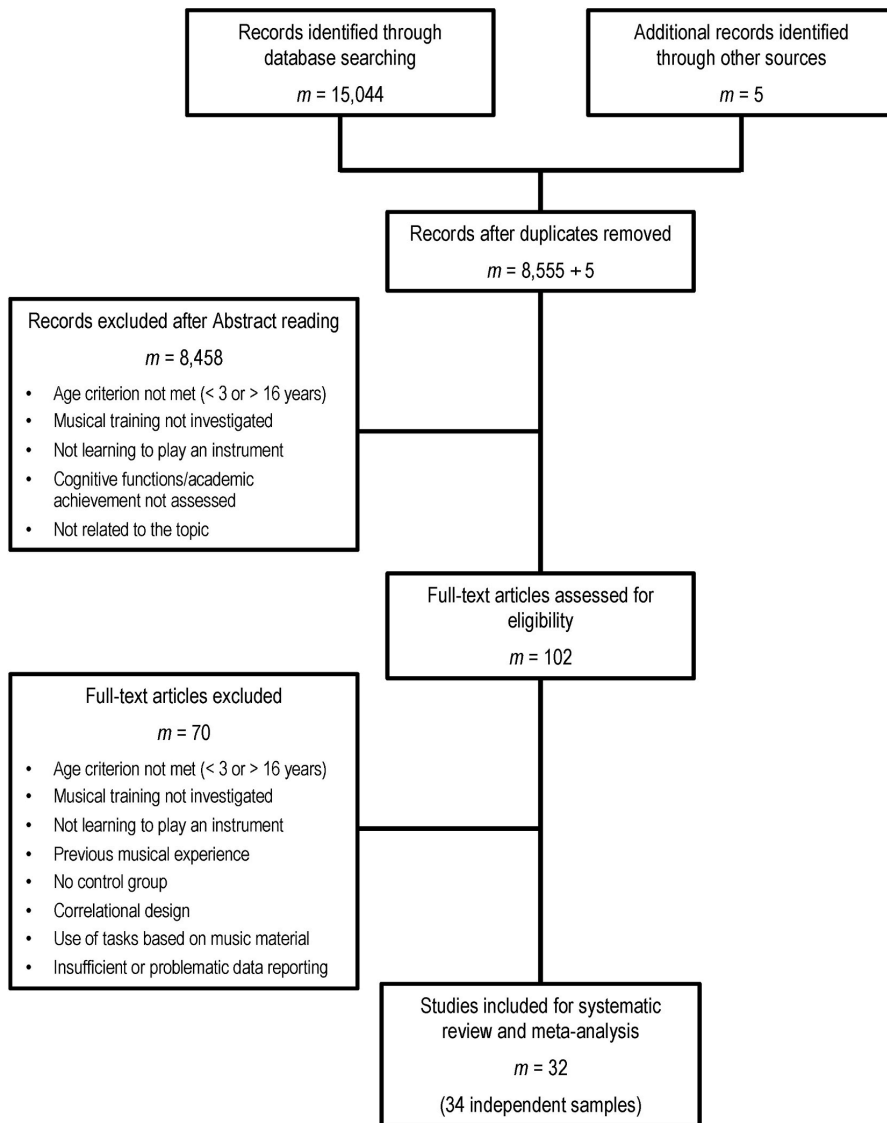 Records identified through
database searching
m = 15,044
Additional records identified
through other sources
m = 5
Records after duplicates removed
m = 8,555 + 5
Records excluded after Abstract reading
m = 8,458
• Age criterion not met (< 3 or > 16 years)
• Musical training not investigated
• Not learning to play an instrument
• Cognitive functions/academic
achievement not assessed
• Not related to the topic
Full-text articles assessed for
eligibility
m = 102
Full-text articles excluded
m = 70
• Age criterion not met (< 3 or > 16 years)
• Musical training not investigated
• Not learning to play an instrument
• Previous musical experience
• No control group
• Correlational design
• Use of tasks based on music material
• Insufficient or problematic data reporting
Studies included for systematic
review and meta-analysis
m = 32
(34 independent samples)